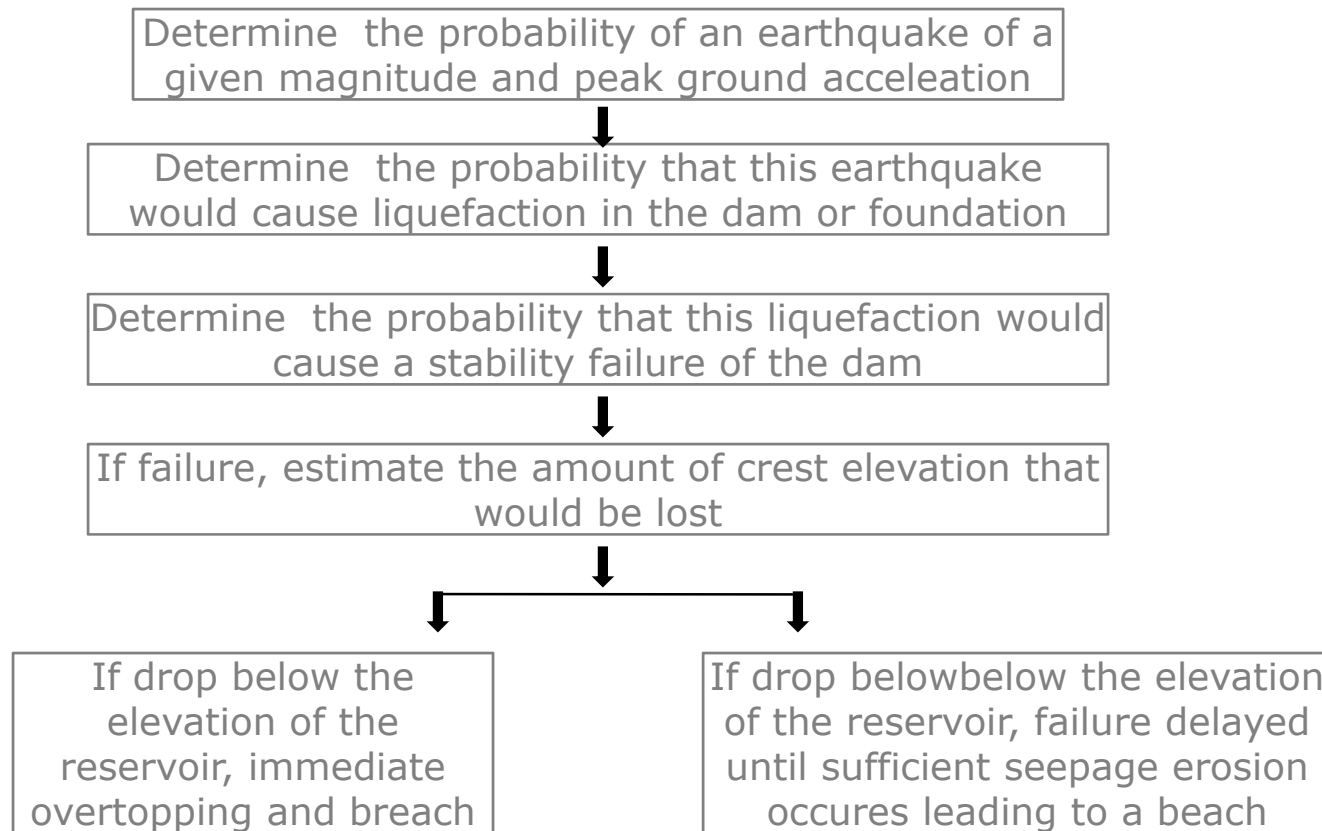 Determine the probability of an earthquake of a
given magnitude and peak ground acceleation
Determine the probability that this earthquake
would cause liquefaction in the dam or foundation
Determine the probability that this liquefaction would
cause a stability failure of the dam
If failure, estimate the amount of crest elevation that
would be lost
If drop below the
elevation of the
reservoir, immediate
overtopping and breach
If drop belowbelow the elevation
of the reservoir, failure delayed
until sufficient seepage erosion
occures leading to a beach